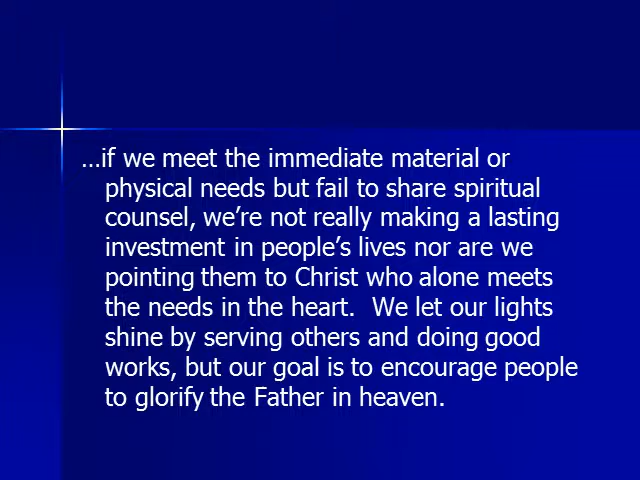 …if we meet the immediate material or
physical needs but fail to share spiritual
counsel, we’re not really making a lasting
investment in people’s lives nor are we
pointing them to Christ who alone meets
the needs in the heart.  We let our lights
shine by serving others and doing good
works, but our goal is to encourage people
to glorify the Father in heaven.